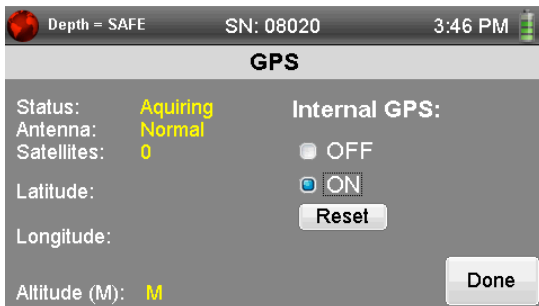 Depth = SAFE SN: 08020 3:46 PM
GPS
Status: Aquiring
Antenna: Normal
Satellites: 0
Latitude:
Longitude:
Altitude (M): M
Internal GPS:
OFF
ON
Reset
Done